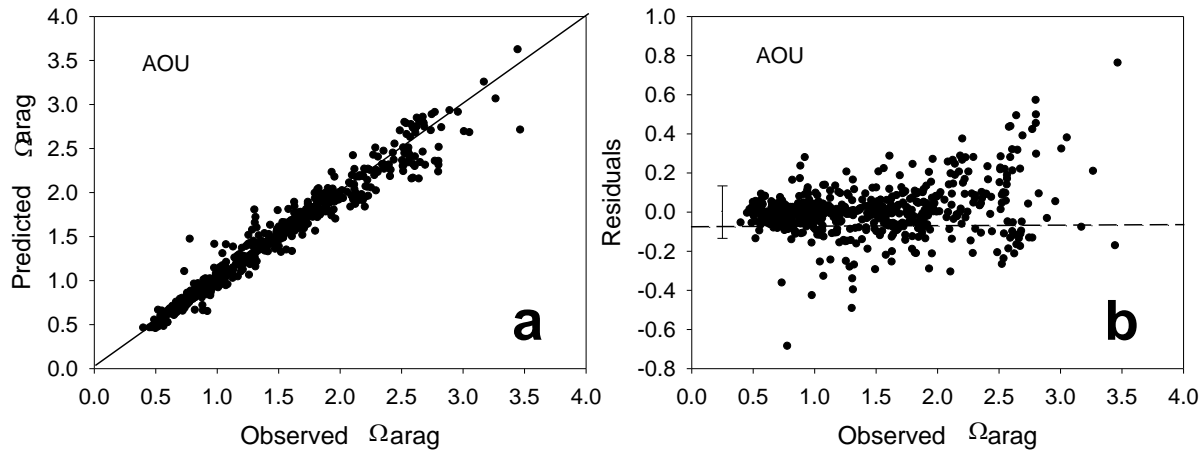 4.0
3.5
3.0
2.5
2.0
1.5
1.0
0.5
0.0
Predicted Ωarag
AOU
a
0.0 0.5 1.0 1.5 2.0 2.5 3.0 3.5 4.0
Observed Ωarag
1.0
0.8
0.6
0.4
0.2
0.0
-0.2
-0.4
-0.6
-0.8
Residuals
AOU
b
0.0 0.5 1.0 1.5 2.0 2.5 3.0 3.5 4.0
Observed Ωarag